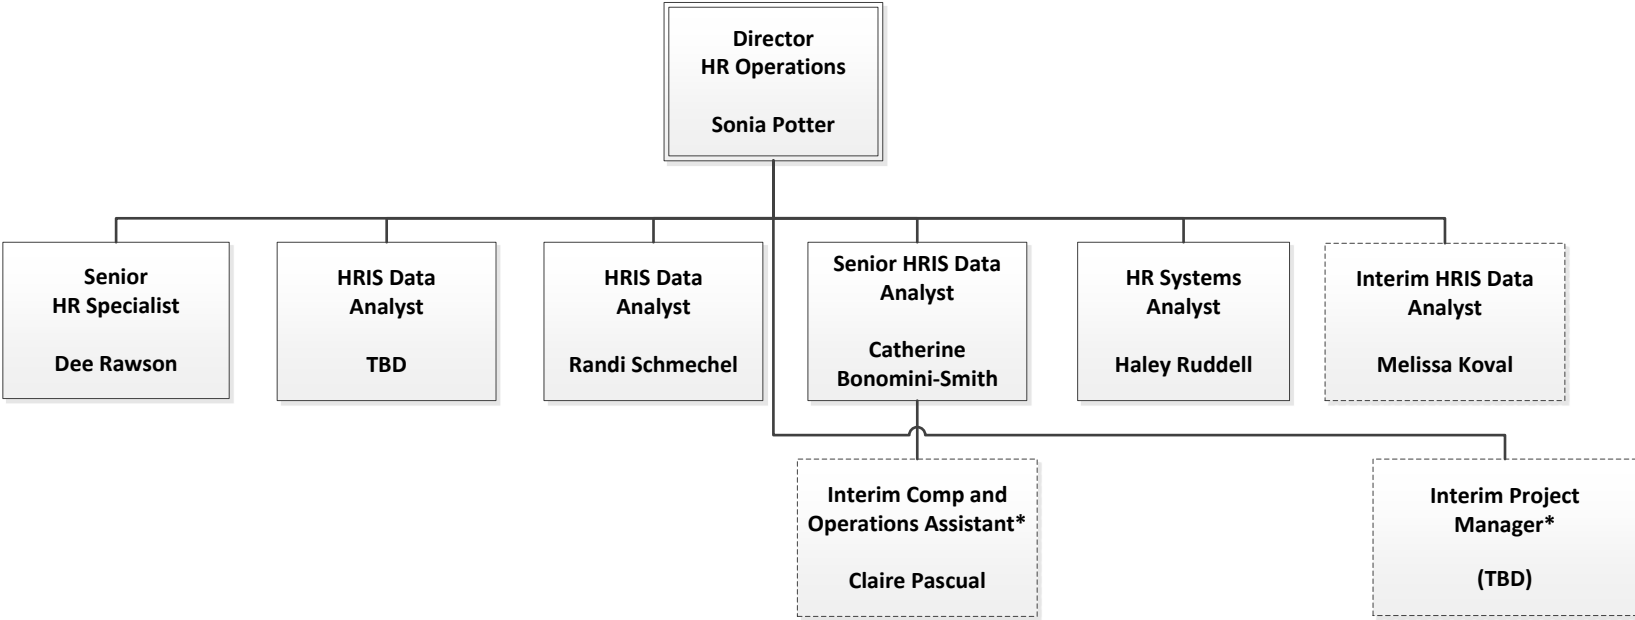 Director
HR Operations
Sonia Potter
Senior
HR Specialist
Dee Rawson
HRIS Data
Analyst
TBD
HRIS Data
Analyst
Randi Schmechel
Senior HRIS Data
Analyst
Catherine
Bonomini-Smith
HR Systems
Analyst
Haley Ruddell
Interim HRIS Data
Analyst
Melissa Koval
Interim Comp and
Operations Assistant*
Claire Pascual
Interim Project
Manager*
(TBD)